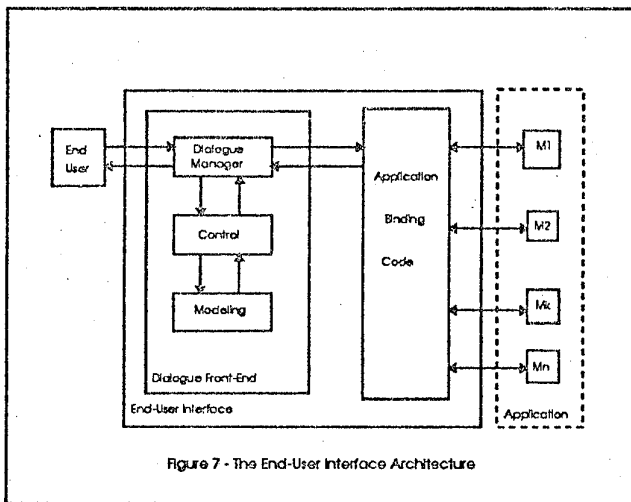 End
User
Dialogue
Manager
Control
Modeling
Dialogue Front-End
End-User Interface
Application
Binding
Code
M1
M2
Mk
Mn
Application
Figure 7 - The End-User Interface Architecture